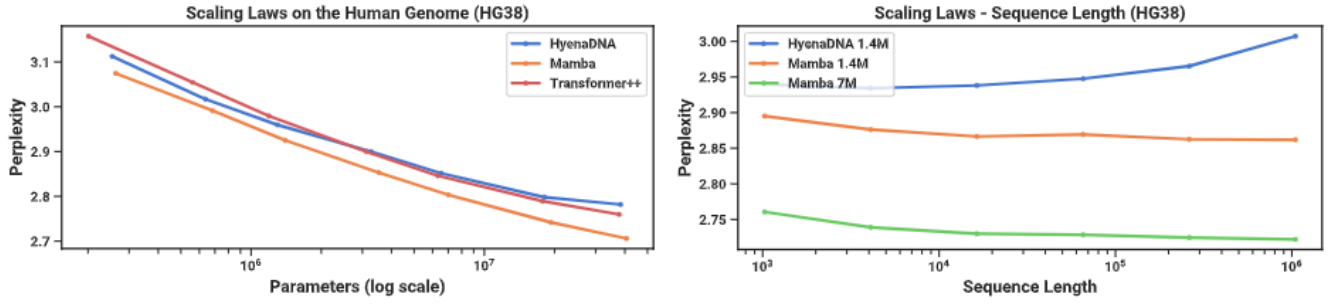 Scaling Laws on the Human Genome (HG38)
Perplexity
3.1
3.0
2.9
2.8
2.7
HyenaDNA
Mamba
Transformer++
10⁶
10⁷
Parameters (log scale)
Scaling Laws - Sequence Length (HG38)
Perplexity
3.00
2.95
2.90
2.85
2.80
2.75
HyenaDNA 1.4M
Mamba 1.4M
Mamba 7M
10³
10⁴
10⁵
10⁶
Sequence Length